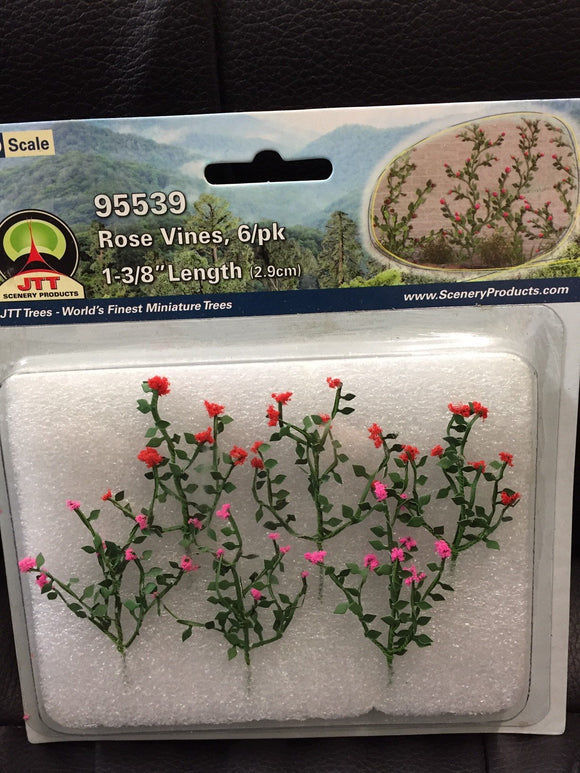 Scale
95539
Rose Vines, 6/pk
1-3/8" Length (2.9cm)
JTT
SCENERY PRODUCTS
JTT Trees - World's Finest Miniature Trees
www.SceneryProducts.com